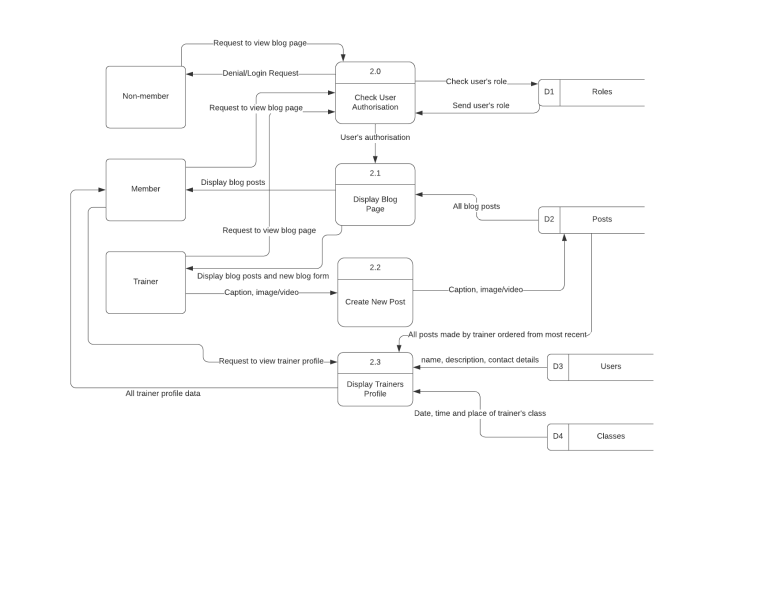 Request to view blog page
2.0
Denial/Login Request
Check user's role
Non-member
Check User
Authorisation
D1
Roles
Request to view blog page
Send user's role
User's authorisation
2.1
Member
Display blog posts
Display Blog
Page
All blog posts
D2
Posts
Request to view blog page
2.2
Display blog posts and new blog form
Trainer
Caption, image/video
Create New Post
Caption, image/video
All posts made by trainer ordered from most recent
2.3
Request to view trainer profile
name, description, contact details
D3
Users
Display Trainers
Profile
All trainer profile data
Date, time and place of trainer's class
D4
Classes